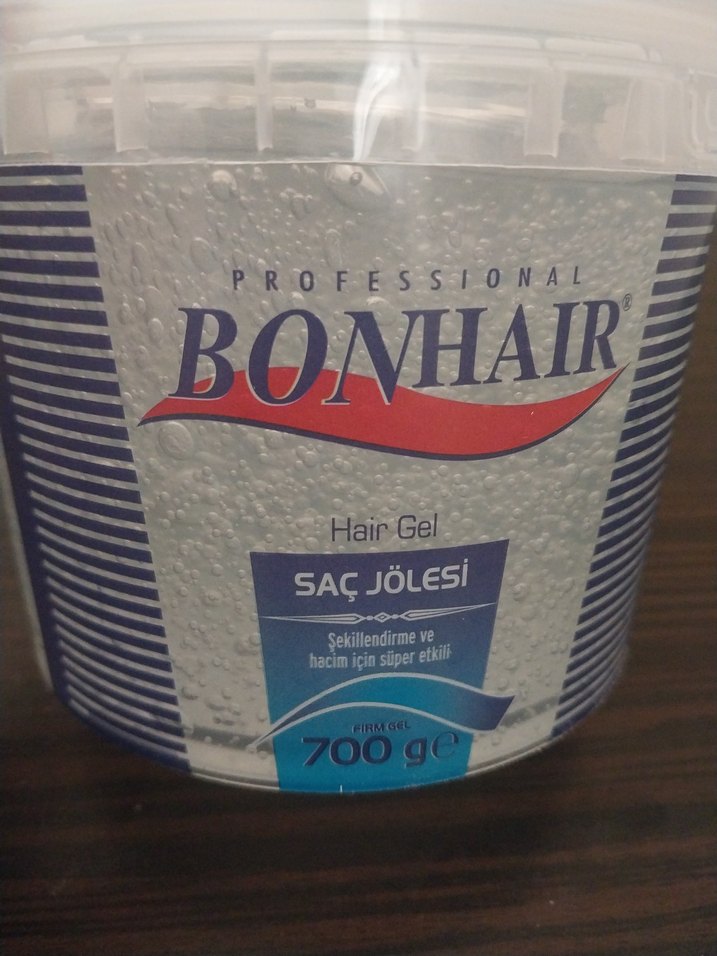 PROFESSIONAL
BONHAIR®
Hair Gel
SAÇ JÖLESİ
Şekillendirme ve
hacim için süper etkili
FIRM GEL
700 g℮